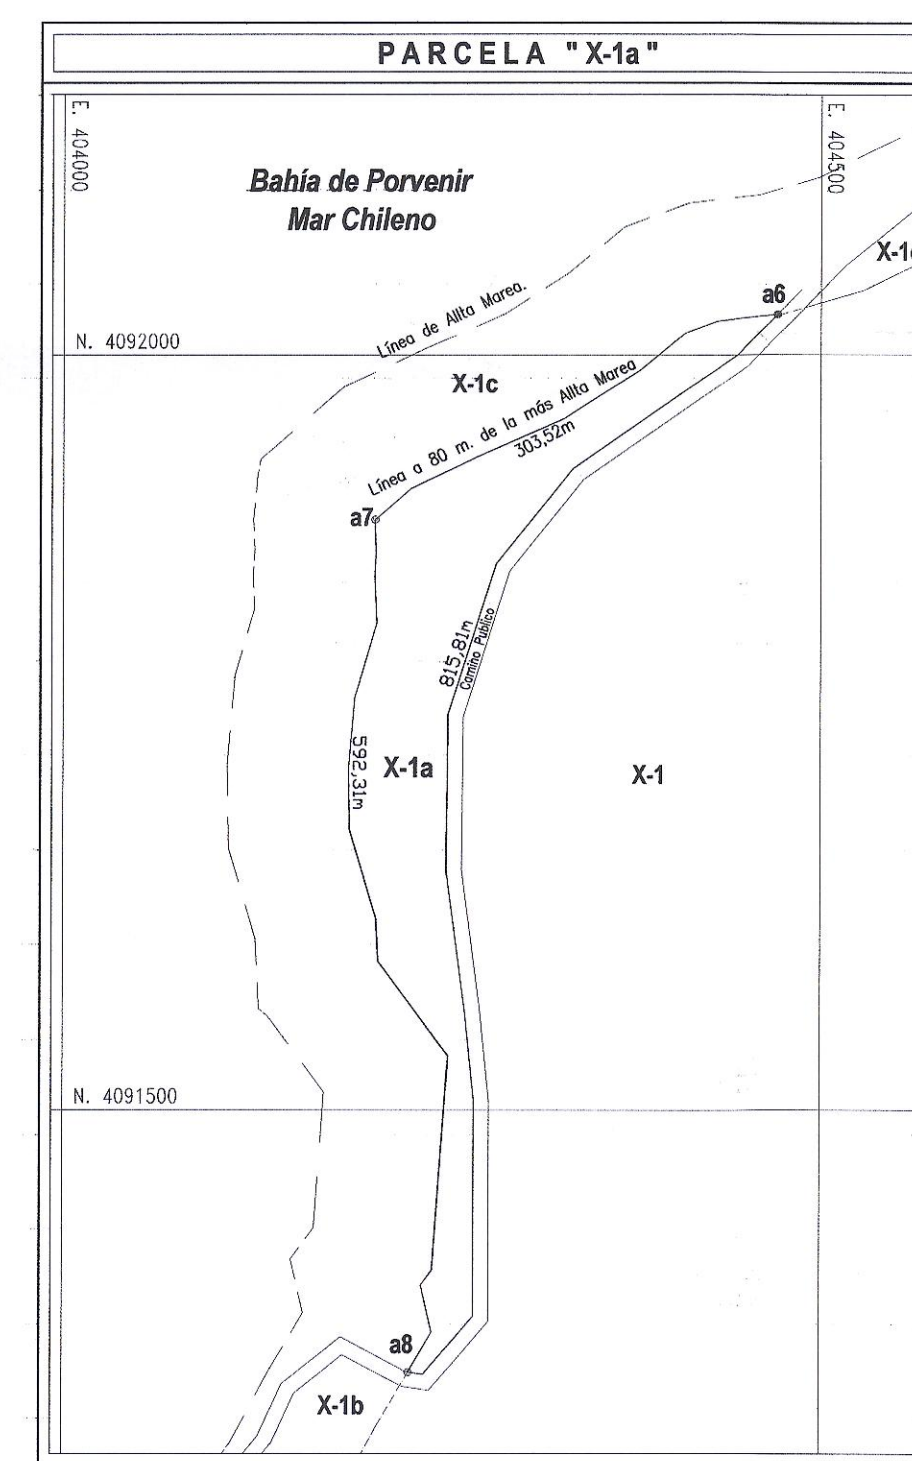 PARCELA "X-1a"
E. 404000
E. 404500
Bahía de Porvenir
Mar Chileno
X-1
a6
Línea de Allta Marea.
N. 4092000
X-1c
Línea a 80 m. de la más Allta Marea
303,52m
a7
815,81m
Camino Publico
592,31m
X-1a
X-1
N. 4091500
a8
X-1b